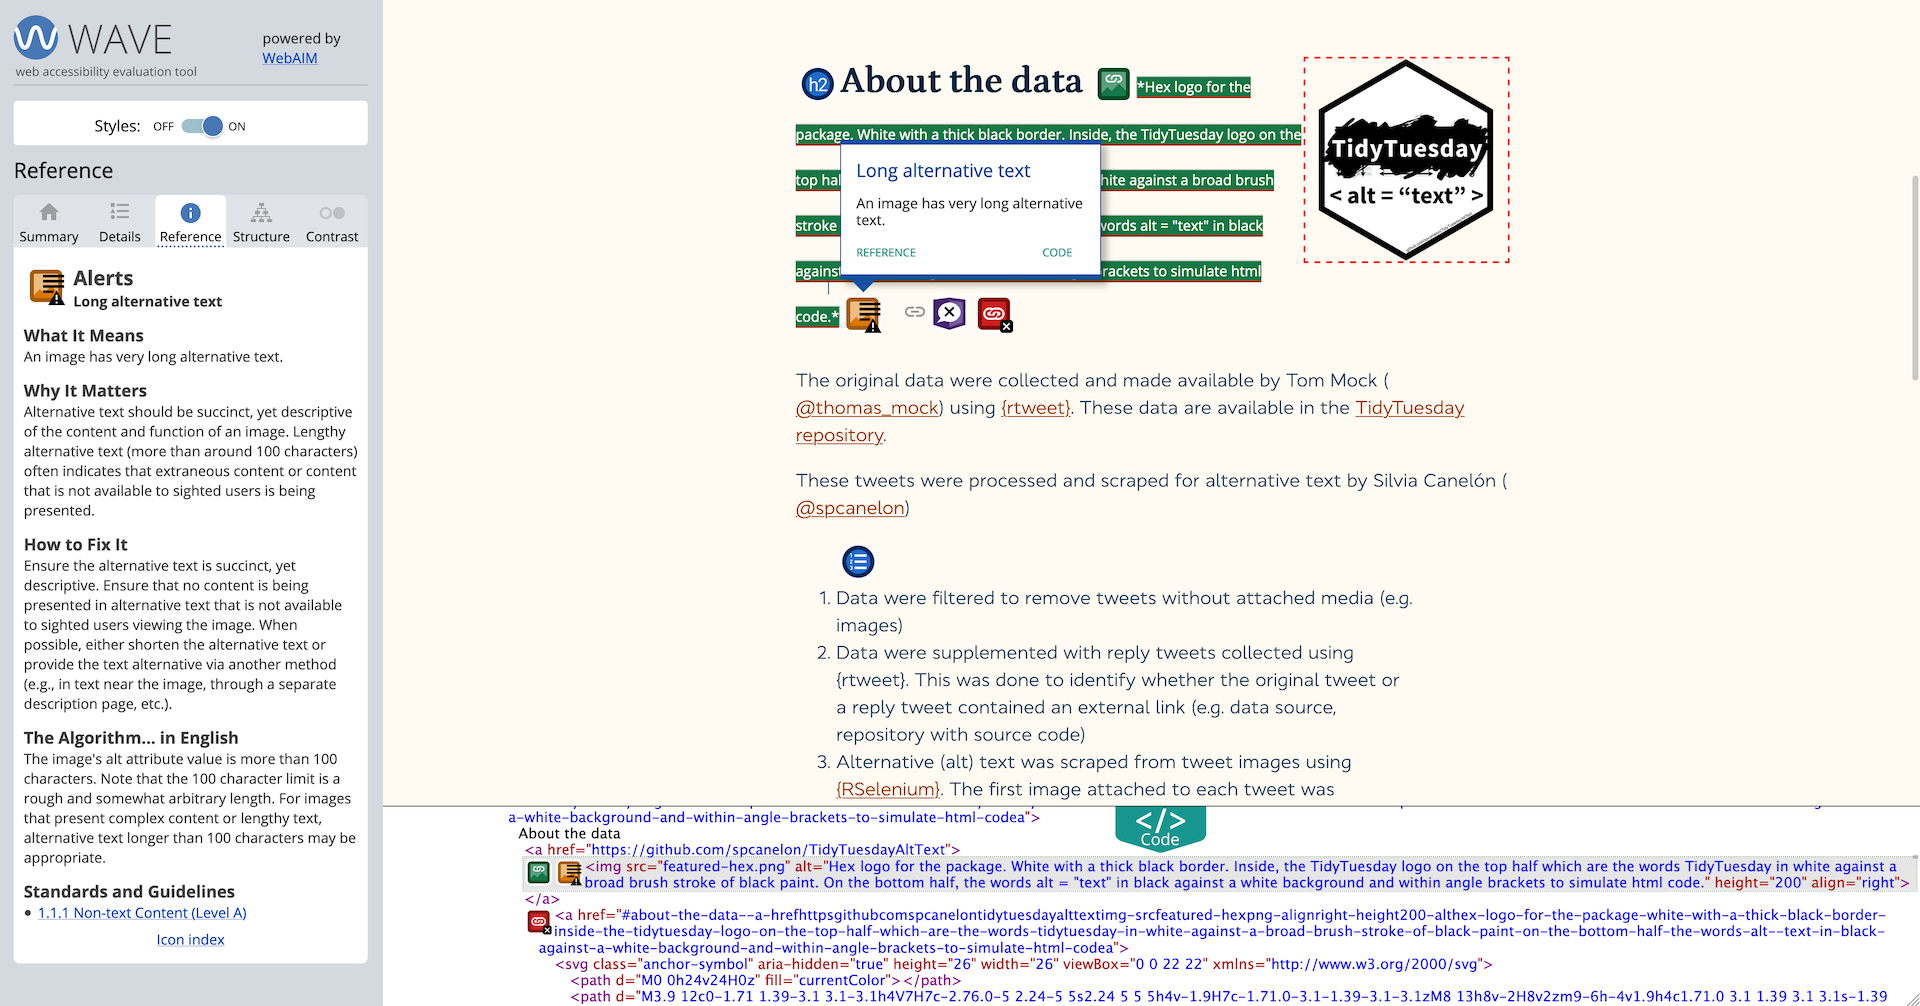 WAVE
web accessibility evaluation tool
powered by
WebAIM
Styles: OFF ON
Reference
Summary
Details
Reference
Structure
Contrast
Alerts
Long alternative text
What It Means
An image has very long alternative text.
Why It Matters
Alternative text should be succinct, yet descriptive
of the content and function of an image. Lengthy
alternative text (more than around 100 characters)
often indicates that extraneous content or content
that is not available to sighted users is being
presented.
How to Fix It
Ensure the alternative text is succinct, yet
descriptive. Ensure that no content is being
presented in alternative text that is not available
to sighted users viewing the image. When
possible, either shorten the alternative text or
provide the text alternative via another method
(e.g., in text near the image, through a separate
description page, etc.).
The Algorithm... in English
The image's alt attribute value is more than 100
characters. Note that the 100 character limit is a
rough and somewhat arbitrary length. For images
that present complex content or lengthy text,
alternative text longer than 100 characters may be
appropriate.
Standards and Guidelines
• 1.1.1 Non-text Content (Level A)
Icon index
h2 About the data *Hex logo for the
package. White with a thick black border. Inside, the TidyTuesday logo on the
top hal
hite against a broad brush
stroke
words alt = "text" in black
agains
rackets to simulate html
code.*
Long alternative text
An image has very long alternative
text.
REFERENCE CODE
TidyTuesday
< alt = “text” >
The original data were collected and made available by Tom Mock (
@thomas_mock) using {rtweet}. These data are available in the TidyTuesday
repository.
These tweets were processed and scraped for alternative text by Silvia Canelón (
@spcanelon)
1. Data were filtered to remove tweets without attached media (e.g.
images)
2. Data were supplemented with reply tweets collected using
{rtweet}. This was done to identify whether the original tweet or
a reply tweet contained an external link (e.g. data source,
repository with source code)
3. Alternative (alt) text was scraped from tweet images using
{RSelenium}. The first image attached to each tweet was
</> Code
a-white-background-and-within-angle-brackets-to-simulate-html-codea">
About the data
<a href="https://github.com/spcanelon/TidyTuesdayAltText">
<img src="featured-hex.png" alt="Hex logo for the package. White with a thick black border. Inside, the TidyTuesday logo on the top half which are the words TidyTuesday in white against a
broad brush stroke of black paint. On the bottom half, the words alt = "text" in black against a white background and within angle brackets to simulate html code." height="200" align="right">
</a>
<a href="#about-the-data--a-hrefhttpsgithubcomspcanelontidytuesdayalttextimg-srcfeatured-hexpng-alignright-height200-althex-logo-for-the-package-white-with-a-thick-black-border-
inside-the-tidytuesday-logo-on-the-top-half-which-are-the-words-tidytuesday-in-white-against-a-broad-brush-stroke-of-black-paint-on-the-bottom-half-the-words-alt--text-in-black-
against-a-white-background-and-within-angle-brackets-to-simulate-html-codea">
<svg class="anchor-symbol" aria-hidden="true" height="26" width="26" viewBox="0 0 22 22" xmlns="http://www.w3.org/2000/svg">
<path d="M0 0h24v24H0z" fill="currentColor"></path>
<path d="M3.9 12c0-1.71 1.39-3.1 3.1-3.1h4V7H7c-2.76.0-5 2.24-5 5s2.24 5 5 5h4v-1.9H7c-1.71.0-3.1-1.39-3.1-3.1zM8 13h8v-2H8v2zm9-6h-4v1.9h4c1.71.0 3.1 1.39 3.1 3.1s-1.39